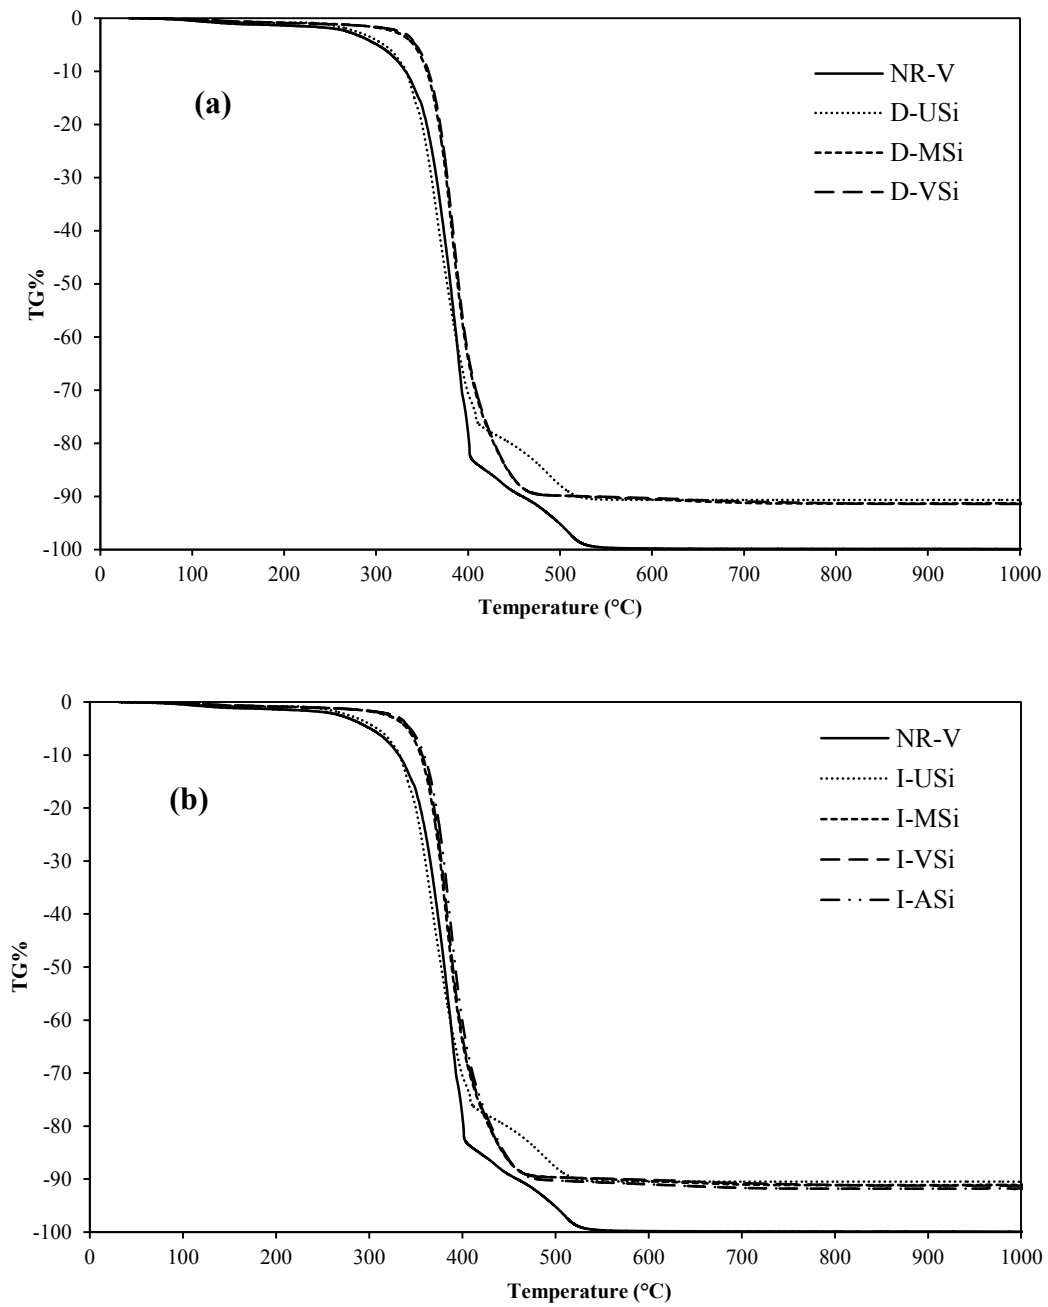 0
-10
-20
-30
-40
-50
-60
-70
-80
-90
-100
TG%
(a)
NR-V
D-USi
D-MSi
D-VSi
0 100 200 300 400 500 600 700 800 900 1000
Temperature (°C)
0
-10
-20
-30
-40
-50
-60
-70
-80
-90
-100
TG%
(b)
NR-V
I-USi
I-MSi
I-VSi
I-ASi
0 100 200 300 400 500 600 700 800 900 1000
Temperature (°C)